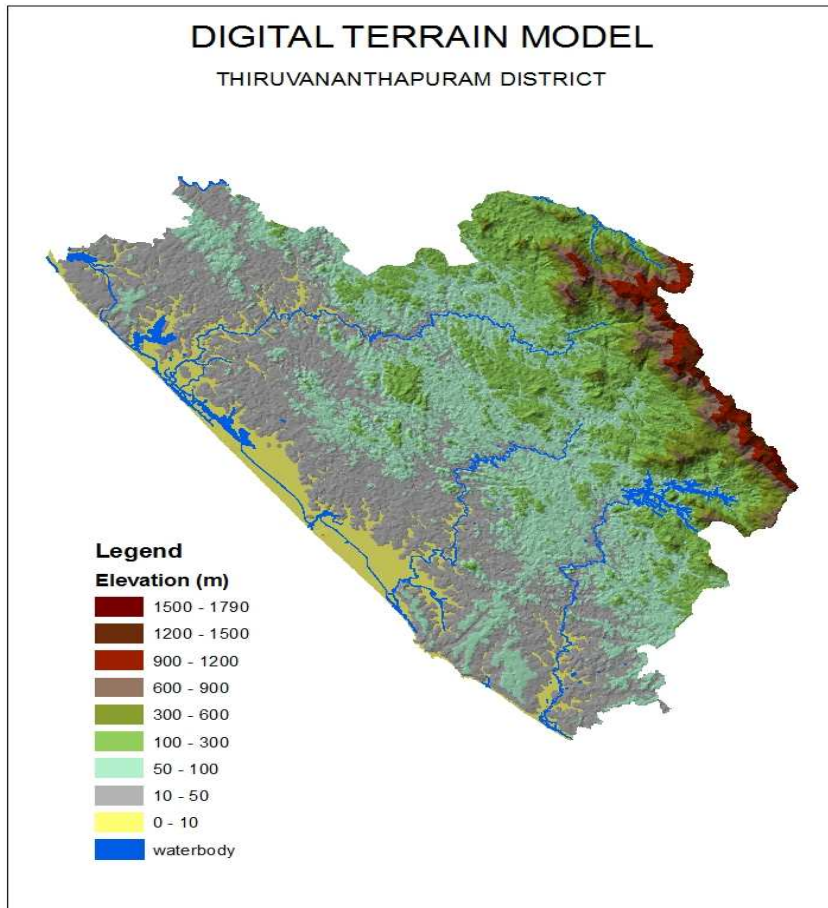 DIGITAL TERRAIN MODEL
THIRUVANANTHAPURAM DISTRICT
Legend
Elevation (m)
1500 - 1790
1200 - 1500
900 - 1200
600 - 900
300 - 600
100 - 300
50 - 100
10 - 50
0 - 10
waterbody